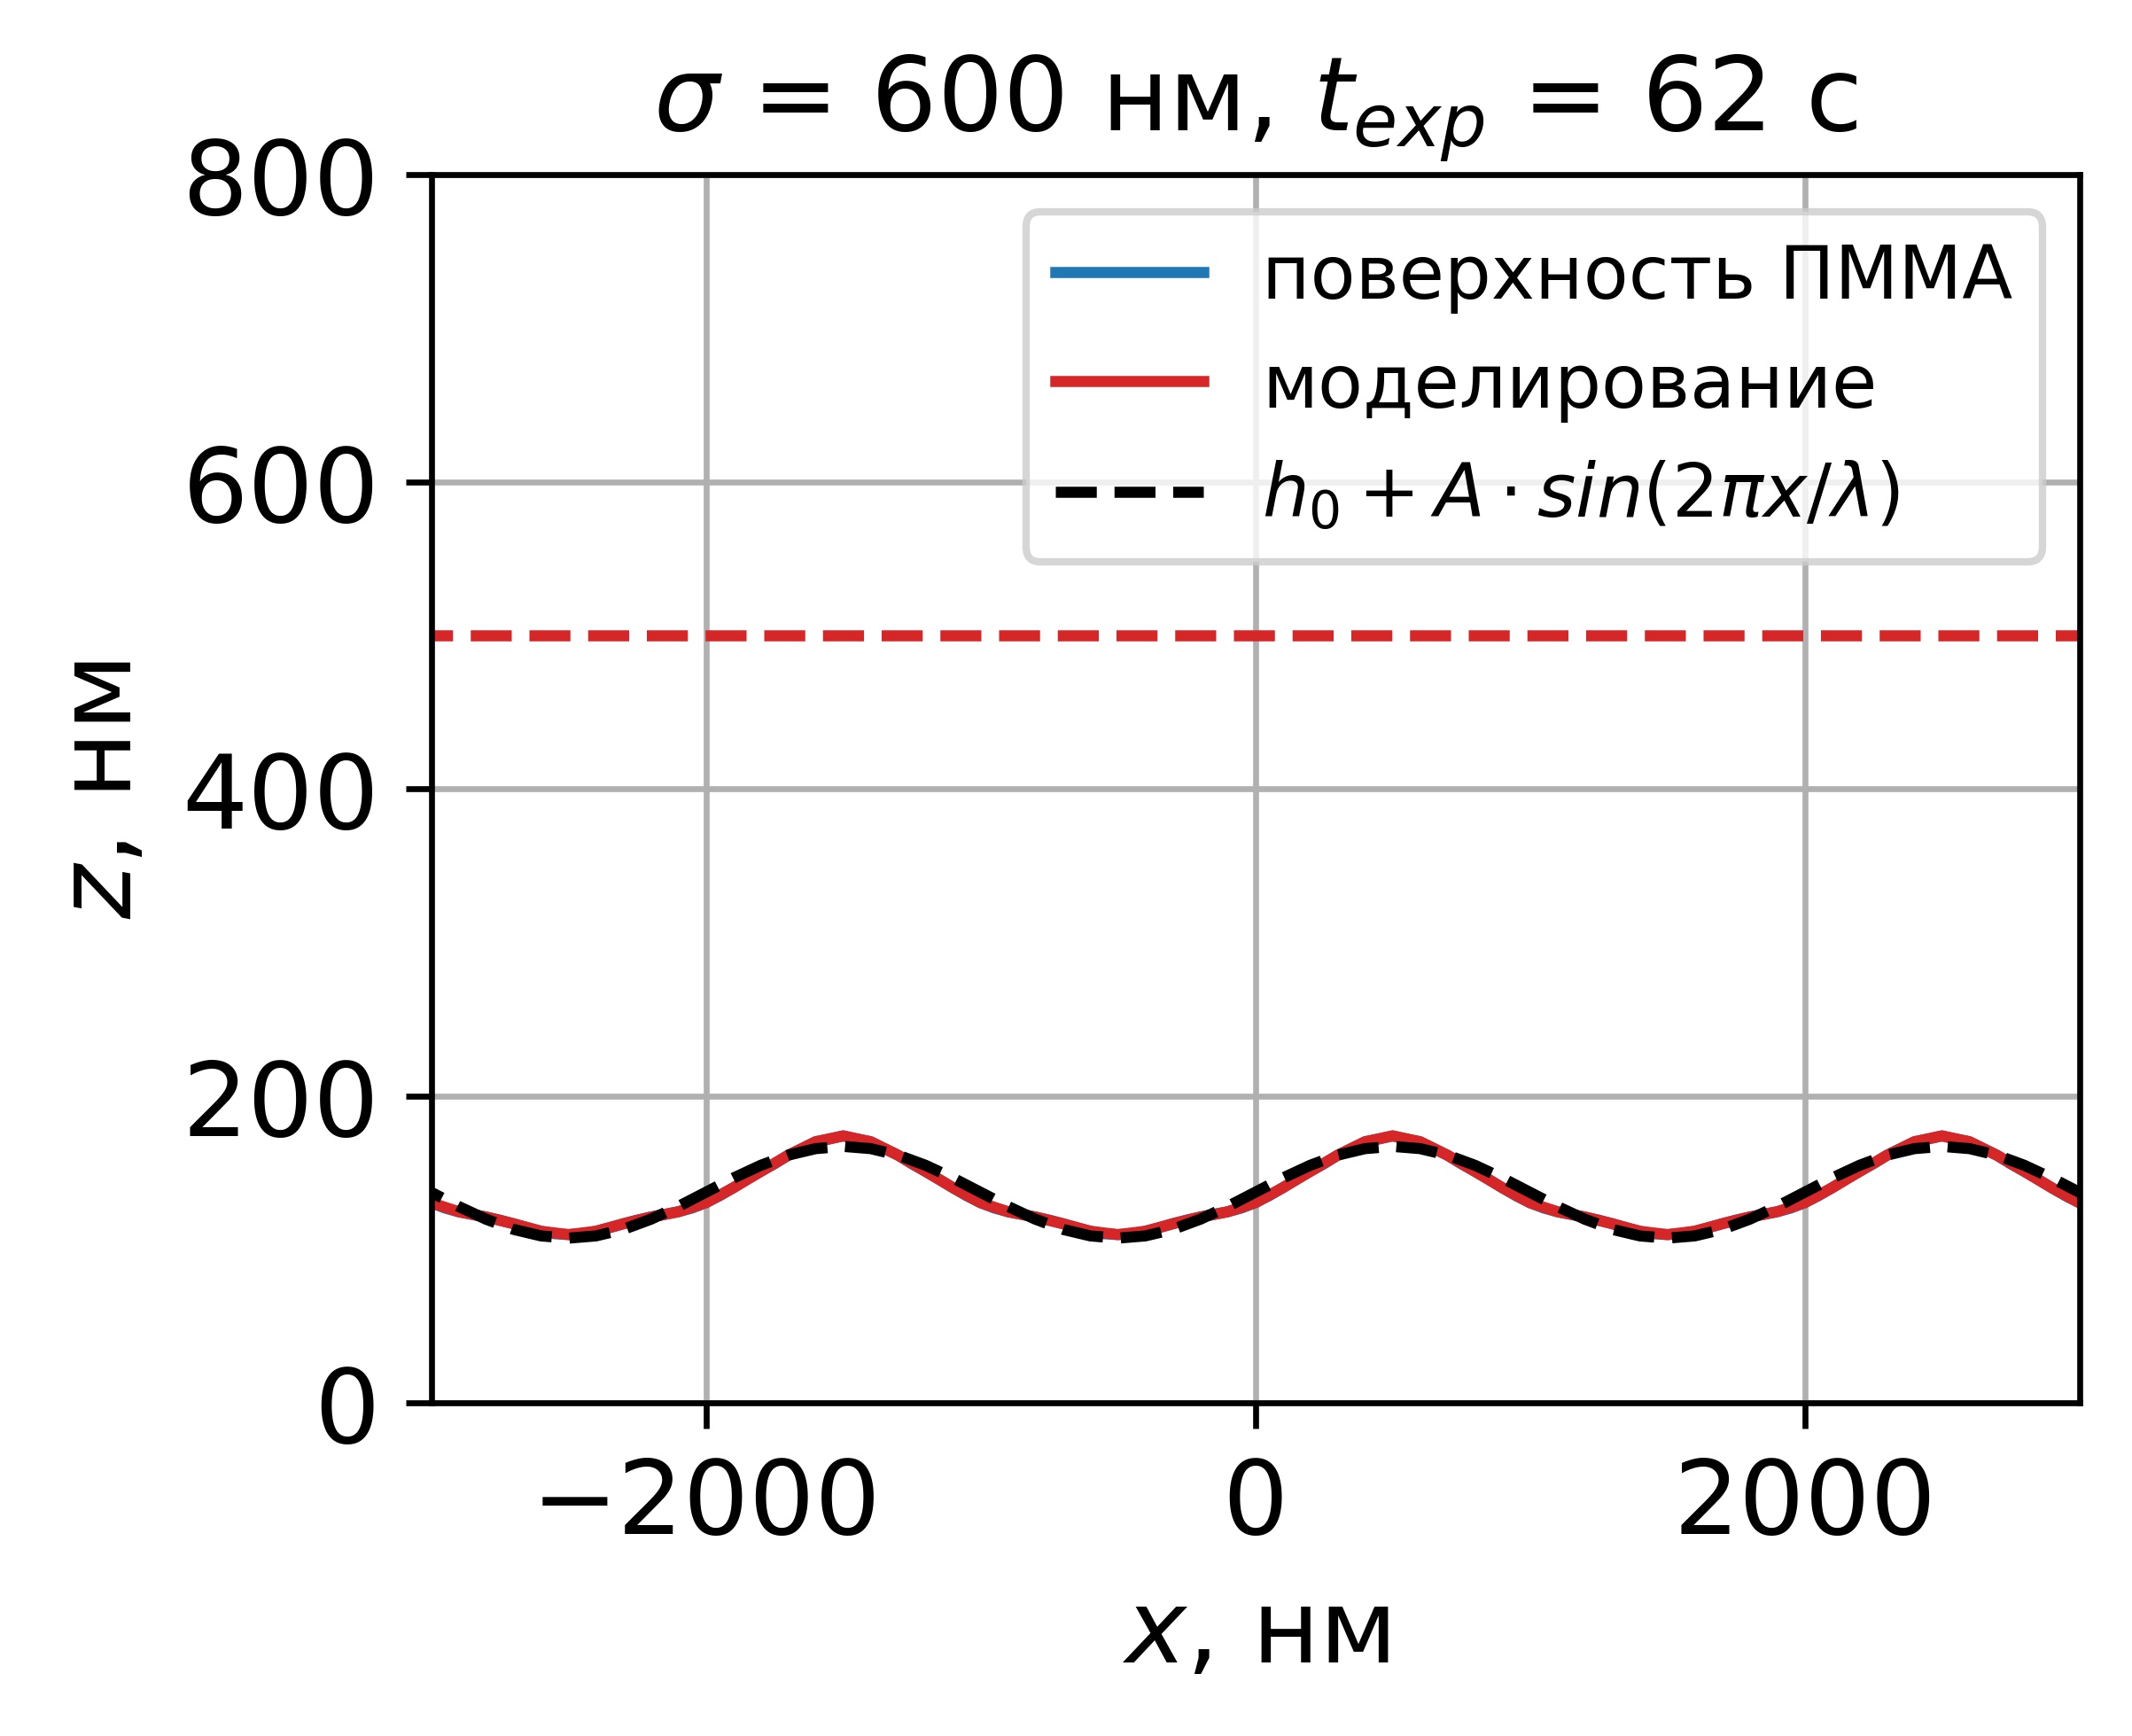 σ = 600 нм, t_exp = 62 с
800
600
400
200
0
z, нм
поверхность ПММА
моделирование
h₀ + A · sin(2πx/λ)
−2000 0 2000
x, нм